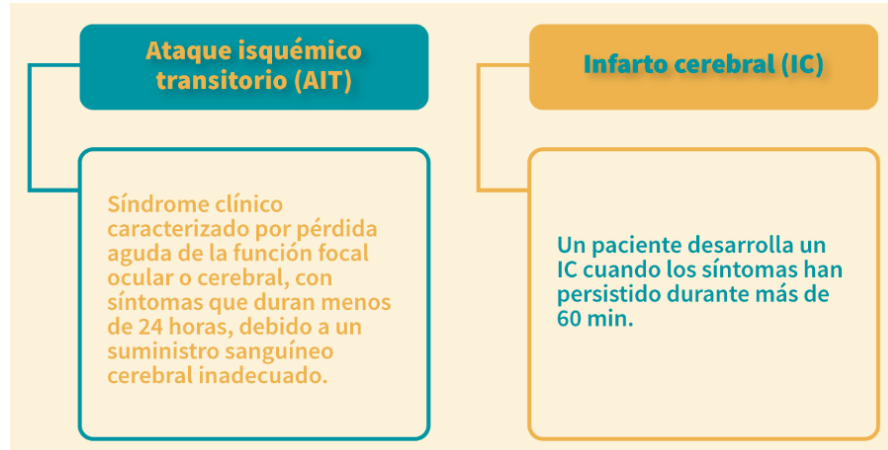 Ataque isquémico
transitorio (AIT)
Síndrome clínico
caracterizado por pérdida
aguda de la función focal
ocular o cerebral, con
síntomas que duran menos
de 24 horas, debido a un
suministro sanguíneo
cerebral inadecuado.
Infarto cerebral (IC)
Un paciente desarrolla un
IC cuando los síntomas han
persistido durante más de
60 min.